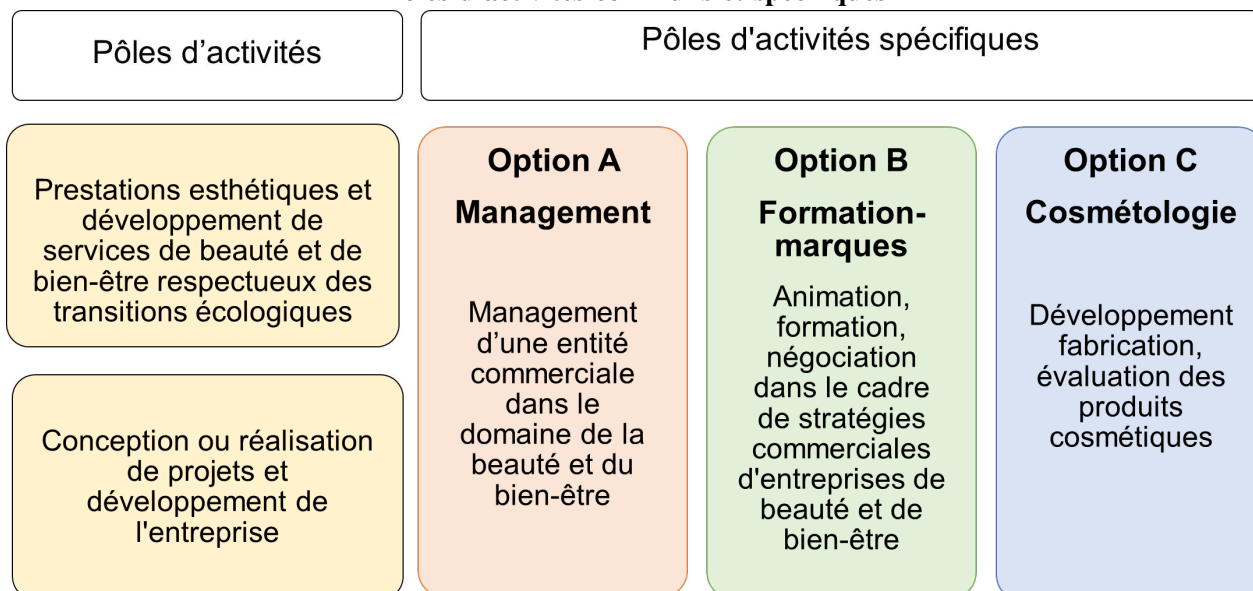 Pôles d'activités
Pôles d'activités spécifiques
Prestations esthétiques et
développement de
services de beauté et de
bien-être respectueux des
transitions écologiques
Conception ou réalisation
de projets et
développement de
l'entreprise
Option A
Management
Management
d'une entité
commerciale
dans le
domaine de la
beauté et du
bien-être
Option B
Formation-
marques
Animation,
formation,
négociation
dans le cadre
de stratégies
commerciales
d'entreprises de
beauté et de
bien-être
Option C
Cosmétologie
Développement
fabrication,
évaluation des
produits
cosmétiques